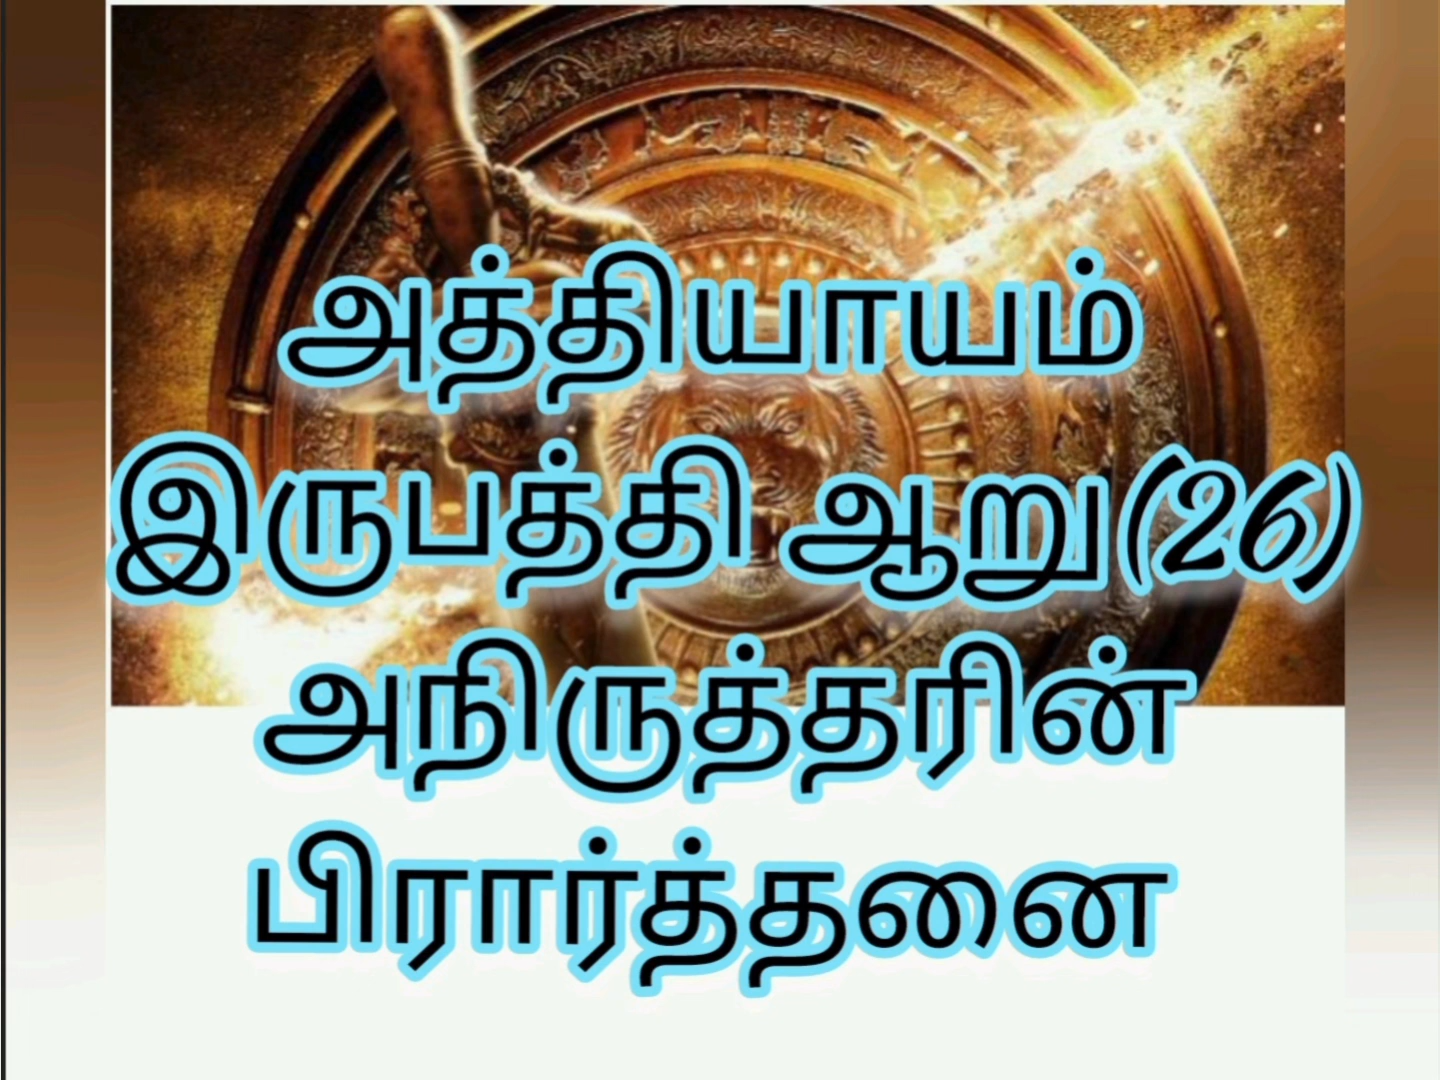 அத்தியாயம்
இருபத்தி ஆறு(26)
அநிருத்தரின்
பிரார்த்தனை